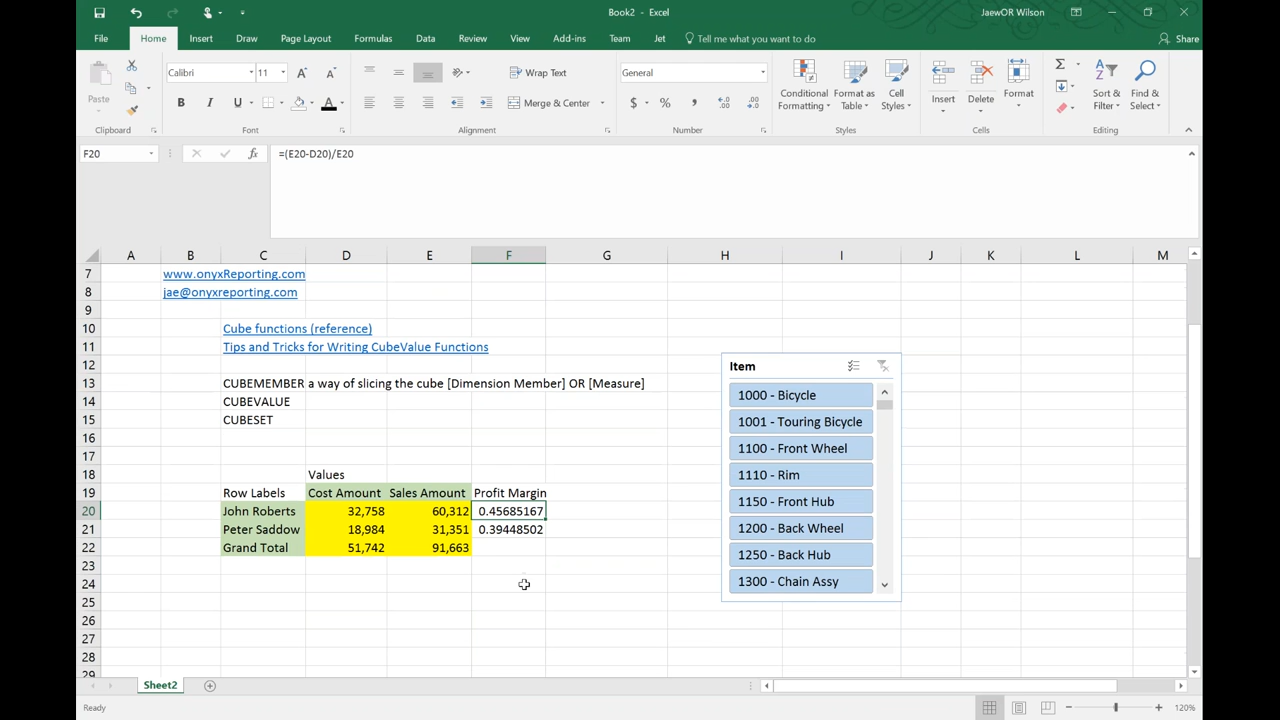 Book2 - Excel
JaewOR Wilson
File Home Insert Draw Page Layout Formulas Data Review View Add-ins Team Jet Tell me what you want to do Share
Paste
Clipboard
Calibri 11
B I U
Font
Wrap Text
Merge & Center
Alignment
General
$ % ,
Number
Conditional Formatting
Format as Table
Cell Styles
Styles
Insert
Delete
Format
Cells
Sort & Filter
Find & Select
Editing
F20 fx =(E20-D20)/E20
A B C D E F G H I J K L M
7 www.onyxReporting.com
8 jae@onyxreporting.com
9
10 Cube functions (reference)
11 Tips and Tricks for Writing CubeValue Functions
12
13 CUBEMEMBER a way of slicing the cube [Dimension Member] OR [Measure]
14 CUBEVALUE
15 CUBESET
16
17
18 Values
19 Row Labels Cost Amount Sales Amount Profit Margin
20 John Roberts 32,758 60,312 0.45685167
21 Peter Saddow 18,984 31,351 0.39448502
22 Grand Total 51,742 91,663
23
24
25
26
27
28
29
Item
1000 - Bicycle
1001 - Touring Bicycle
1100 - Front Wheel
1110 - Rim
1150 - Front Hub
1200 - Back Wheel
1250 - Back Hub
1300 - Chain Assy
Sheet2
Ready
120%